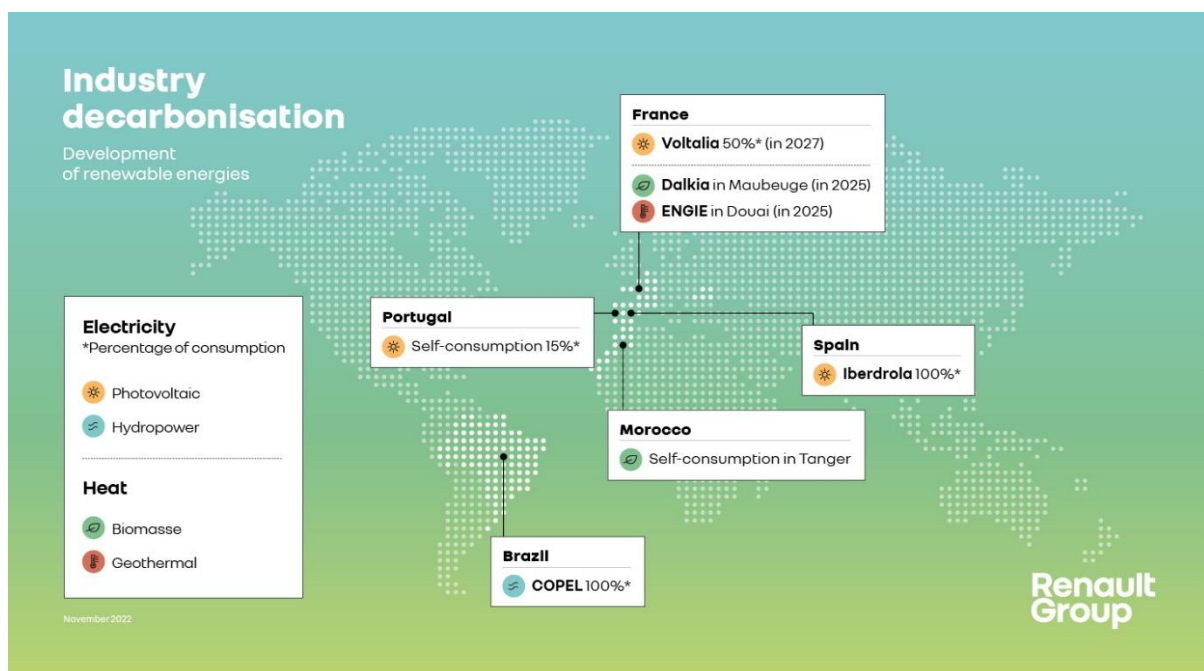 Industry
decarbonisation
Development
of renewable energies
France
Voltalia 50%* (in 2027)
Dalkia in Maubeuge (in 2025)
ENGIE in Douai (in 2025)
Portugal
Self-consumption 15%*
Spain
Iberdrola 100%*
Morocco
Self-consumption in Tanger
Brazil
COPEL 100%*
Electricity
*Percentage of consumption
Photovoltaic
Hydropower
Heat
Biomasse
Geothermal
November 2022
Renault
Group